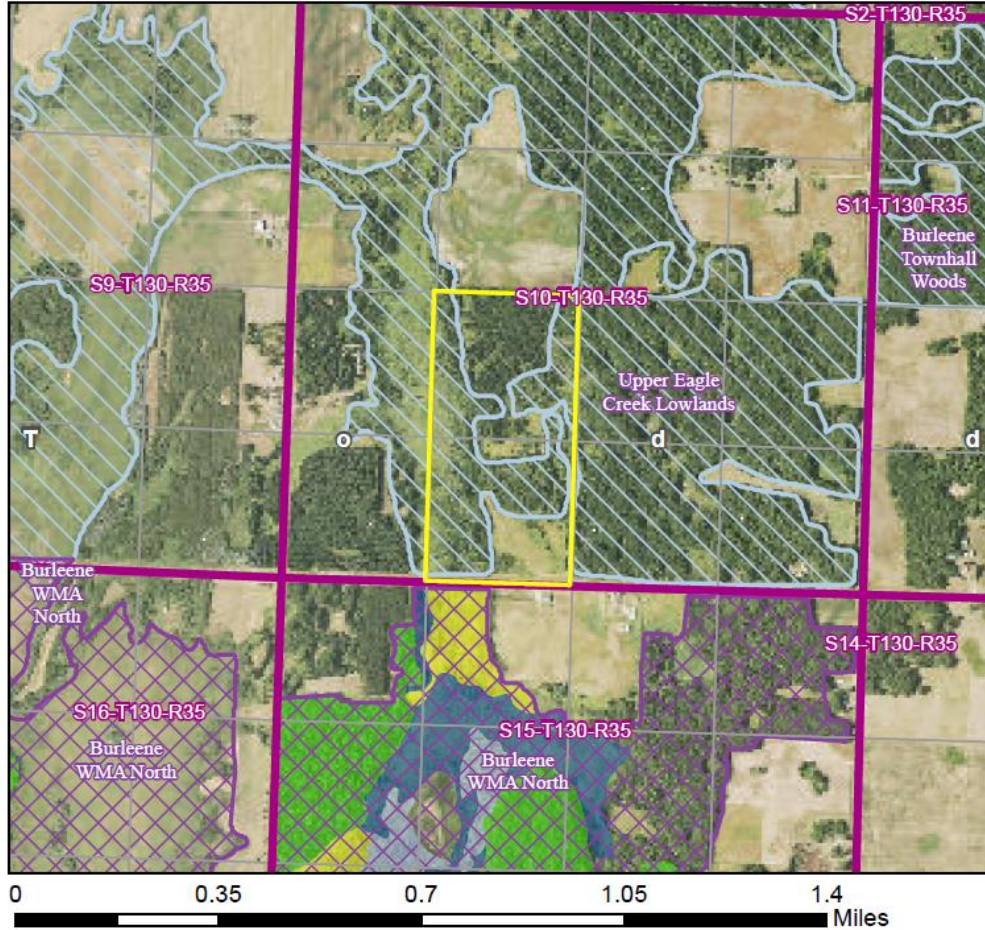 S2-T130-R35
S11-T130-R35
Burleene
Townhall
Woods
S9-T130-R35
S10-T130-R35
Upper Eagle
Creek Lowlands
T
o
d
d
Burleene
WMA
North
S14-T130-R35
S16-T130-R35
Burleene
WMA North
S15-T130-R35
Burleene
WMA North
0 0.35 0.7 1.05 1.4
Miles